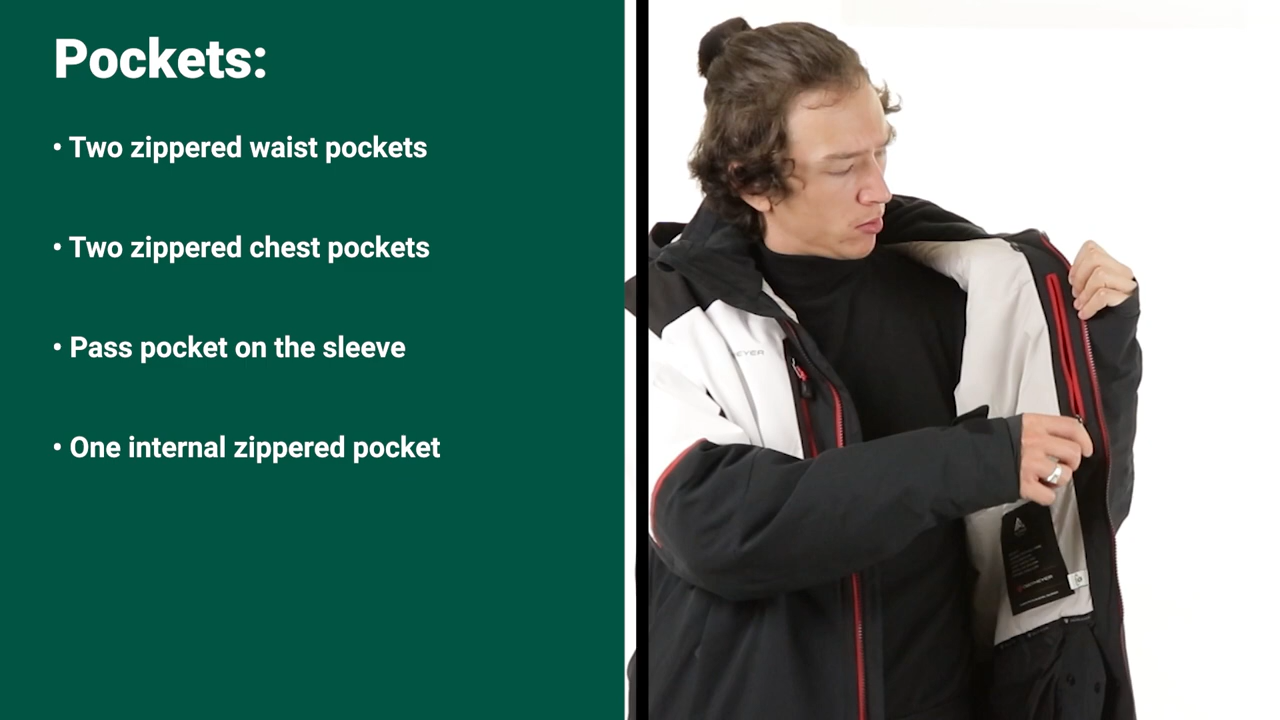 Pockets:
• Two zippered waist pockets
• Two zippered chest pockets
• Pass pocket on the sleeve
• One internal zippered pocket